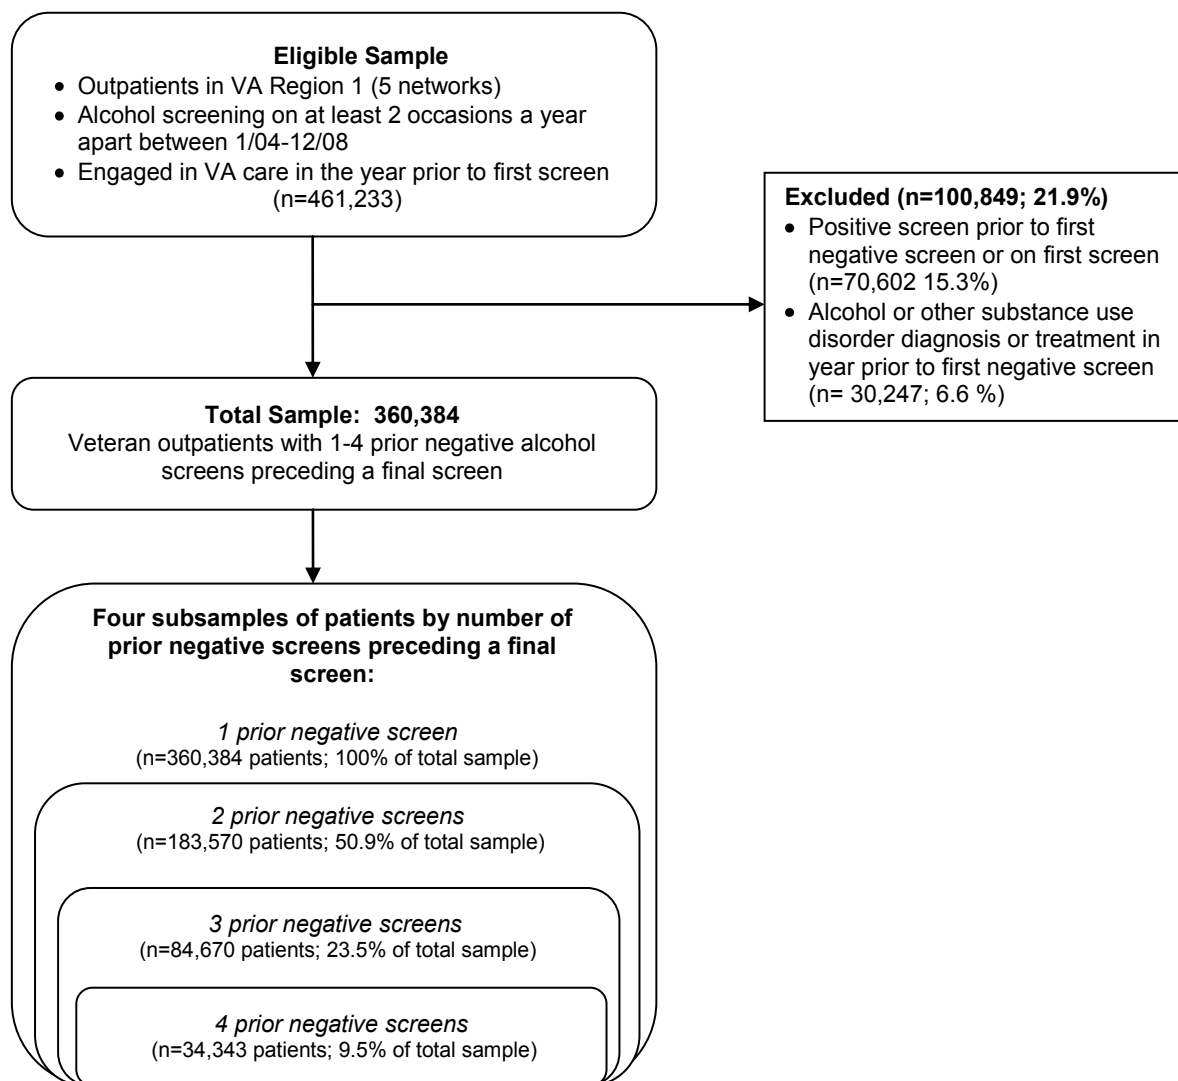 Eligible Sample
• Outpatients in VA Region 1 (5 networks)
• Alcohol screening on at least 2 occasions a year
apart between 1/04-12/08
• Engaged in VA care in the year prior to first screen
(n=461,233)
Excluded (n=100,849; 21.9%)
• Positive screen prior to first
negative screen or on first screen
(n=70,602 15.3%)
• Alcohol or other substance use
disorder diagnosis or treatment in
year prior to first negative screen
(n= 30,247; 6.6 %)
Total Sample: 360,384
Veteran outpatients with 1-4 prior negative alcohol
screens preceding a final screen
Four subsamples of patients by number of
prior negative screens preceding a final
screen:
1 prior negative screen
(n=360,384 patients; 100% of total sample)
2 prior negative screens
(n=183,570 patients; 50.9% of total sample)
3 prior negative screens
(n=84,670 patients; 23.5% of total sample)
4 prior negative screens
(n=34,343 patients; 9.5% of total sample)